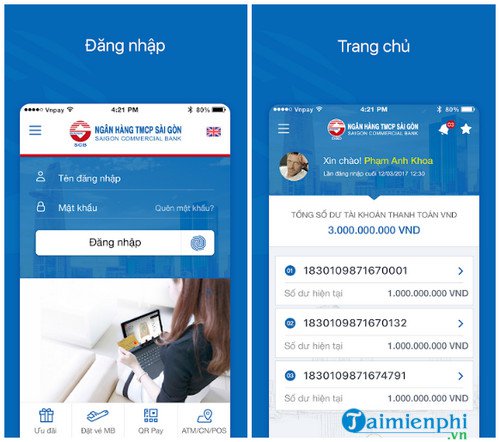 Đăng nhập
Vnpay 4:21 PM 80%
NGÂN HÀNG TMCP SÀI GÒN
SAIGON COMMERCIAL BANK
SCB
Tên đăng nhập
Mật khẩu Quên mật khẩu?
Đăng nhập
Ưu đãi Đặt vé MB QR Pay ATM/CN/POS
Trang chủ
Vnpay 4:21 PM 80%
NGÂN HÀNG TMCP SÀI GÒN
SAIGON COMMERCIAL BANK
SCB
03
Xin chào! Phạm Anh Khoa
Lần đăng nhập cuối 12/03/2017 12:30
TỔNG SỐ DƯ TÀI KHOẢN THANH TOÁN VND
3.000.000.000 VND
01 1830109871670001
Số dư hiện tại 1.000.000.000 VND
02 1830109871670132
Số dư hiện tại 1.000.000.000 VND
03 1830109871674791
Số dư hiện tại 1.000.000.000 VND
Taimienphi
.vn